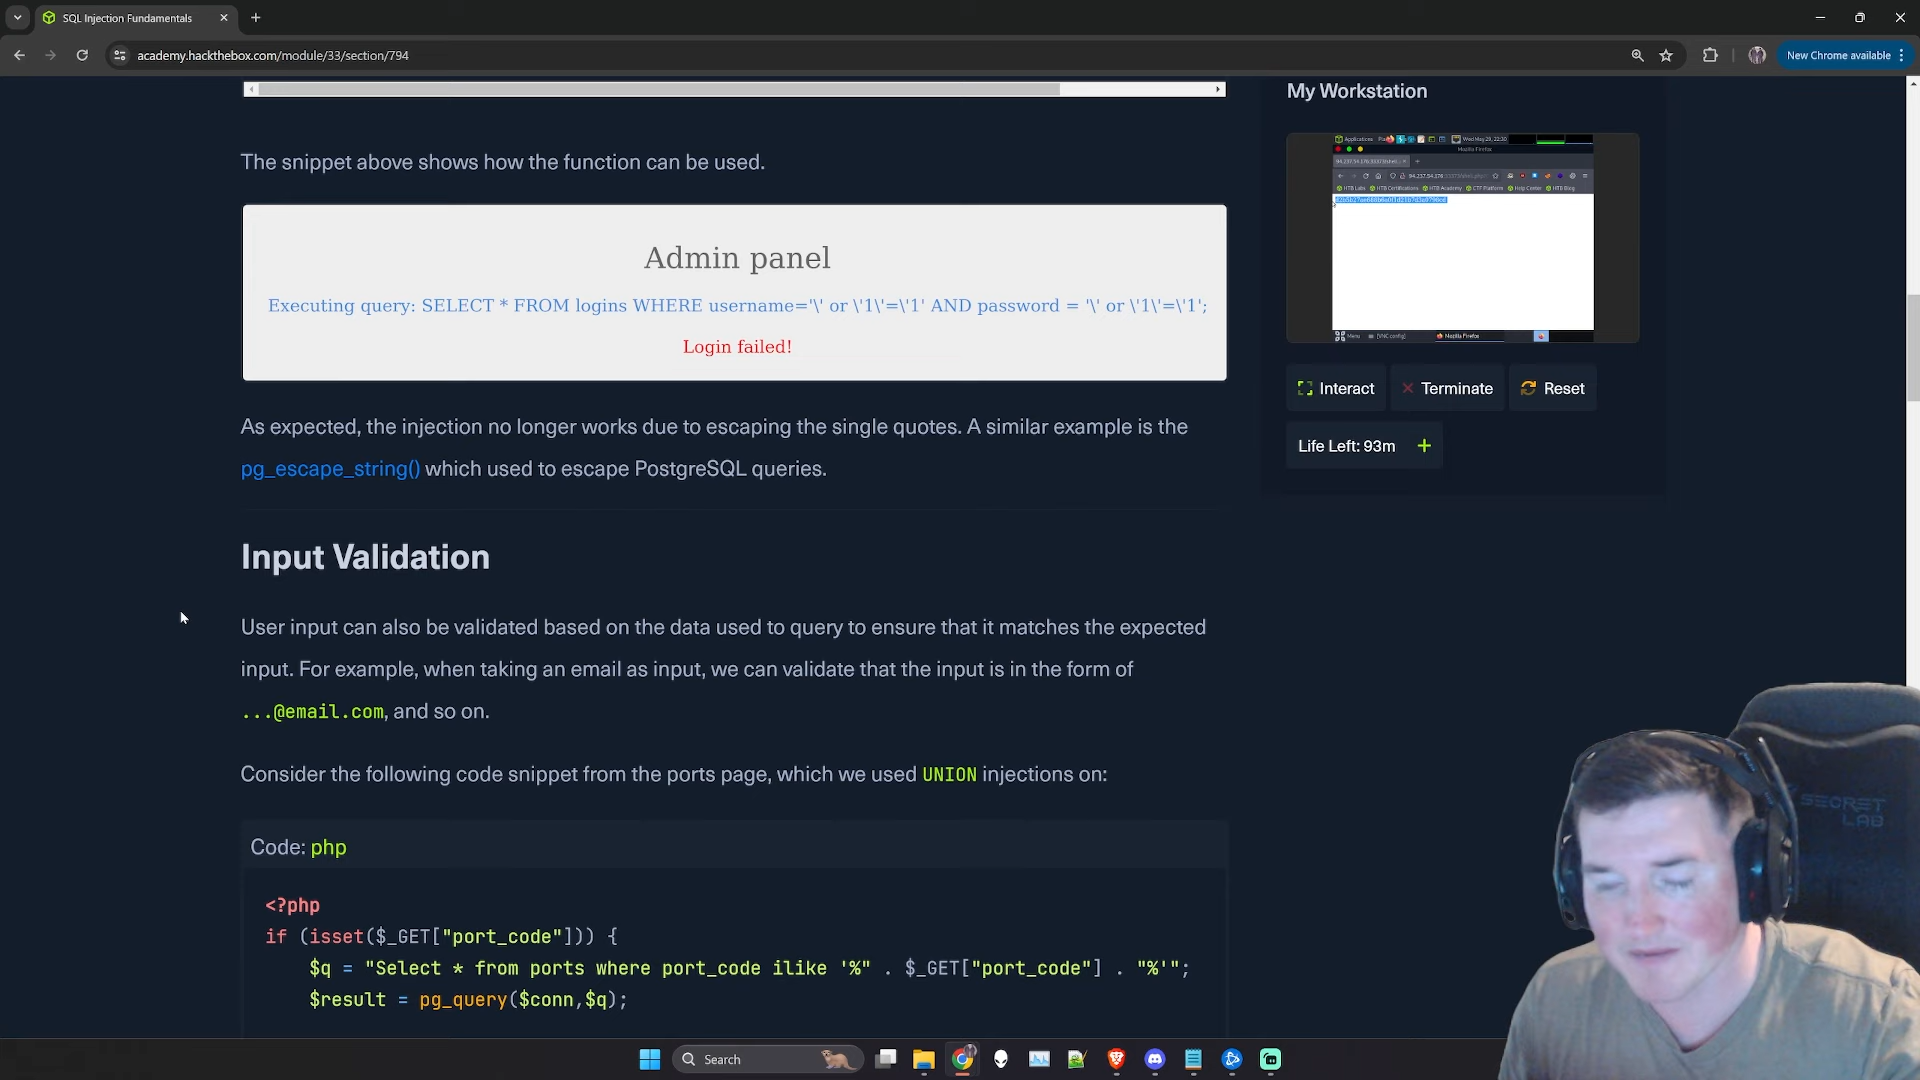 SQL Injection Fundamentals
academy.hackthebox.com/module/33/section/794
New Chrome available
My Workstation
The snippet above shows how the function can be used.
Admin panel
Executing query: SELECT * FROM logins WHERE username='\' or \'1\'=\'1' AND password = '\' or \'1\'=\'1';
Login failed!
Interact
Terminate
Reset
As expected, the injection no longer works due to escaping the single quotes. A similar example is the
pg_escape_string() which used to escape PostgreSQL queries.
Life Left: 93m +
Input Validation
User input can also be validated based on the data used to query to ensure that it matches the expected
input. For example, when taking an email as input, we can validate that the input is in the form of
...@email.com, and so on.
Consider the following code snippet from the ports page, which we used UNION injections on:
Code: php
<?php
if (isset($_GET["port_code"])) {
$q = "Select * from ports where port_code ilike '%" . $_GET["port_code"] . "%'";
$result = pg_query($conn,$q);
SECRET
LAB
Search